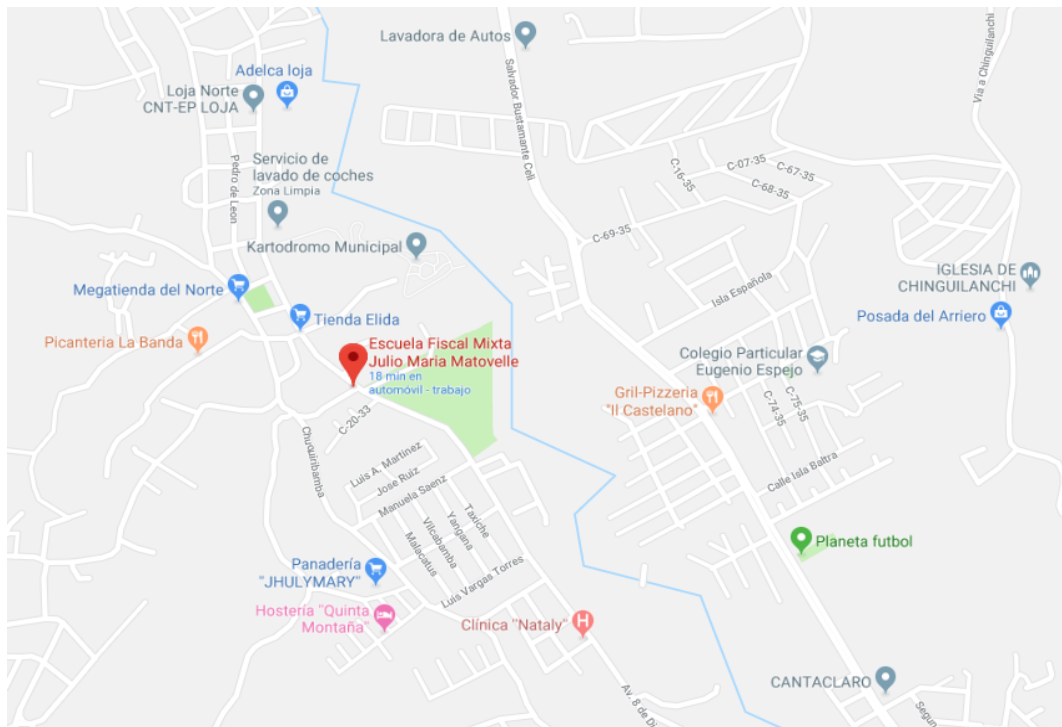 Lavadora de Autos
Adelca loja
Loja Norte
CNT-EP LOJA
Salvador Bustamante Celi
Via a Chinguilanchi
Servicio de
lavado de coches
Zona Limpia
Pedro de Leon
C-16-35
C-07-35
C-67-35
C-68-35
C-69-35
Kartodromo Municipal
IGLESIA DE
CHINGUILANCHI
Isla Española
Megatienda del Norte
Tienda Elida
Posada del Arriero
Picanteria La Banda
Escuela Fiscal Mixta
Julio Maria Matovelle
18 min en
automóvil - trabajo
Colegio Particular
Eugenio Espejo
Gril-Pizzeria
"Il Castelano"
C-75-35
C-74-35
C-20-33
Chuquiribamba
Luis A. Martinez
Jose Ruiz
Manuela Saenz
Calle Isla Baltra
Taxiche
Yangana
Vilcabamba
Malacatus
Planeta futbol
Panadería
"JHULYMARY"
Luis Vargas Torres
Hostería "Quinta
Montaña"
Clínica "Nataly"
CANTACLARO
Av. 8 de Di
Segun